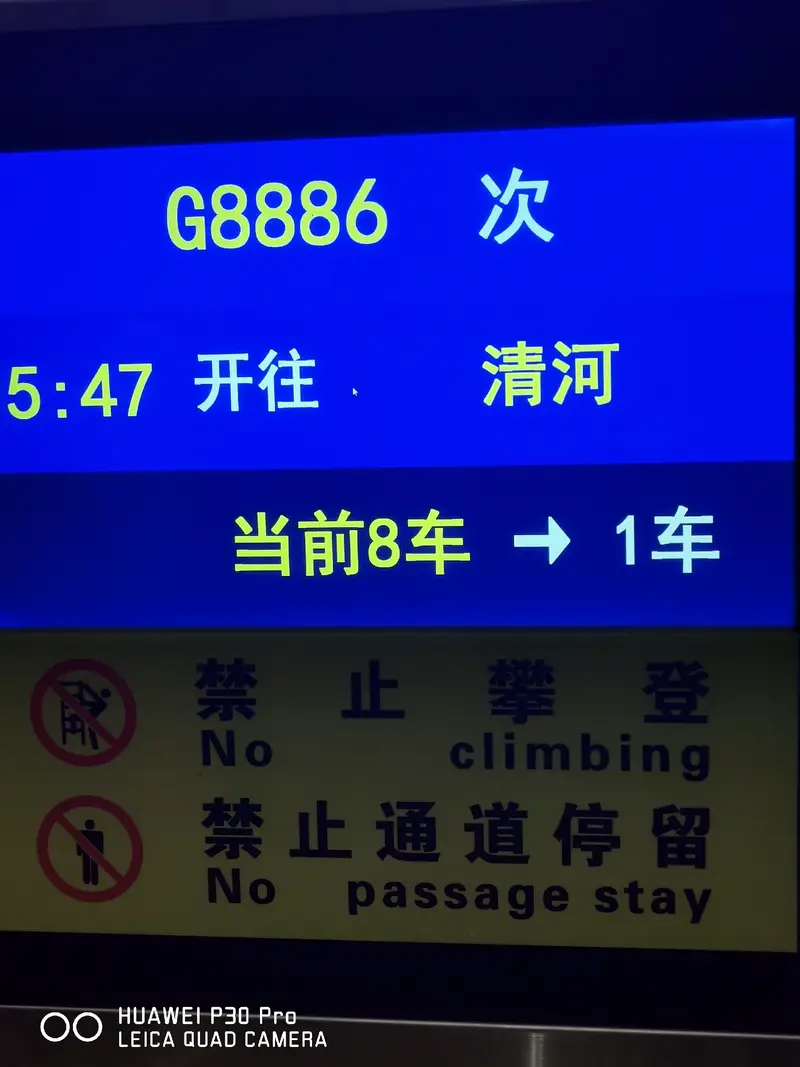 G8886 次
5:47 开往 清河
当前8车 → 1车
禁止攀登
No climbing
禁止通道停留
No passage stay
HUAWEI P30 Pro
LEICA QUAD CAMERA